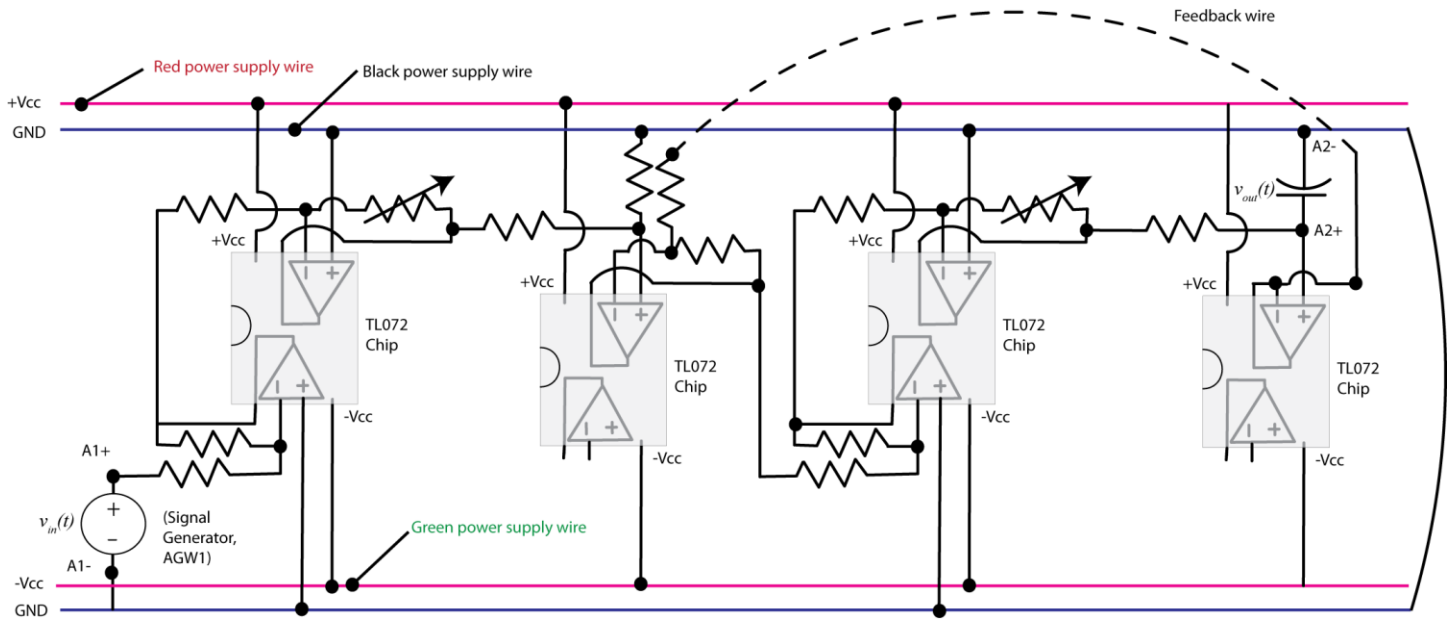 Feedback wire
Red power supply wire
Black power supply wire
+Vcc
GND
A2-
vout(t)
A2+
+Vcc
+Vcc
+Vcc
+Vcc
TL072
Chip
TL072
Chip
TL072
Chip
TL072
Chip
-Vcc
-Vcc
-Vcc
-Vcc
A1+
vin(t)
(Signal
Generator,
AGW1)
Green power supply wire
A1-
-Vcc
GND